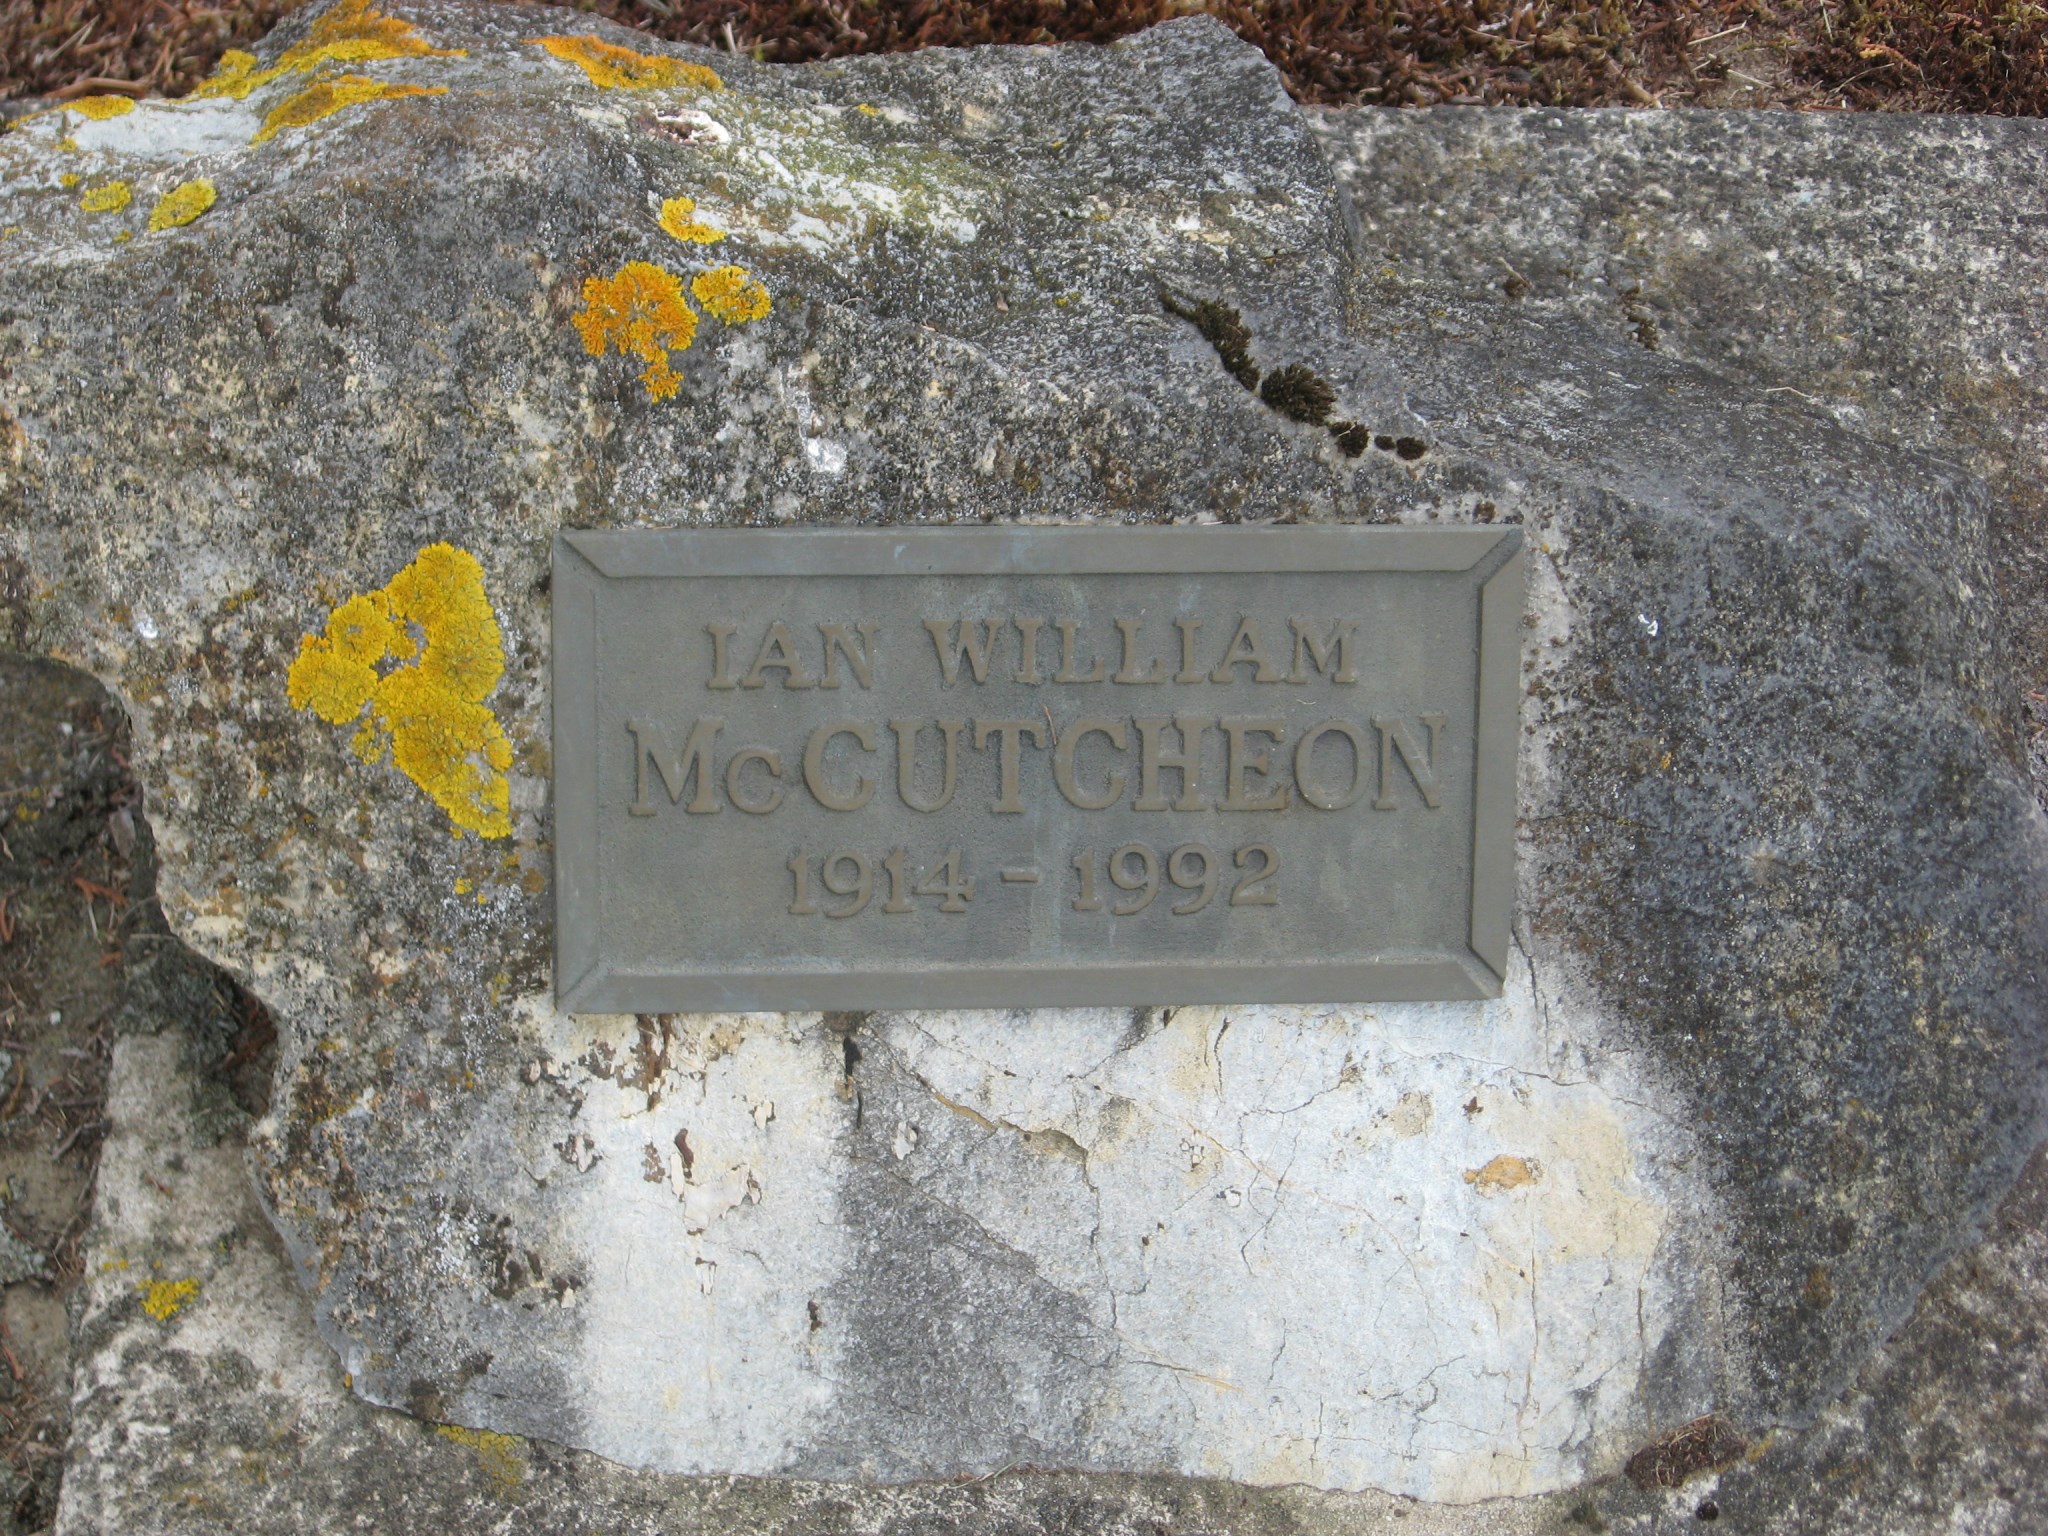 IAN WILLIAM
McCUTCHEON
1914 - 1992